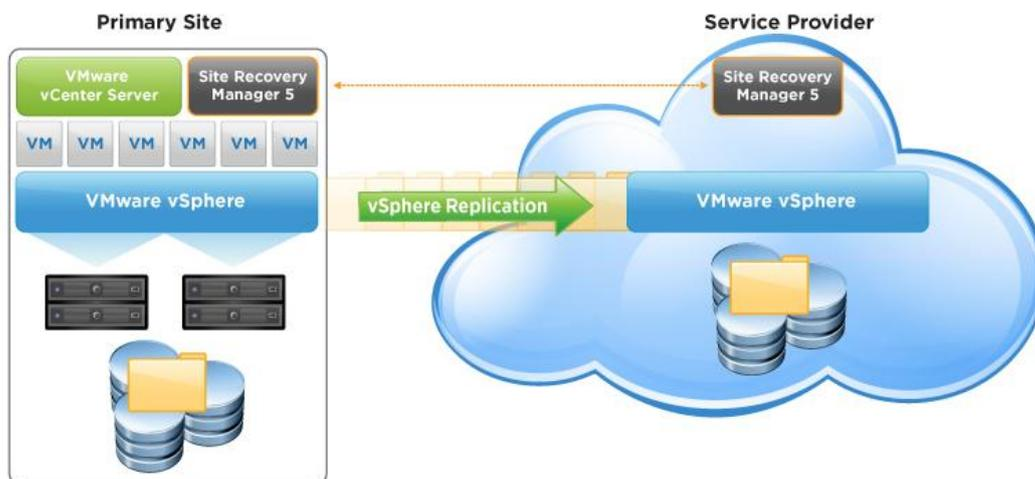 Primary Site
Service Provider
VMware
vCenter Server
Site Recovery
Manager 5
Site Recovery
Manager 5
VM VM VM VM VM VM
VMware vSphere
vSphere Replication
VMware vSphere